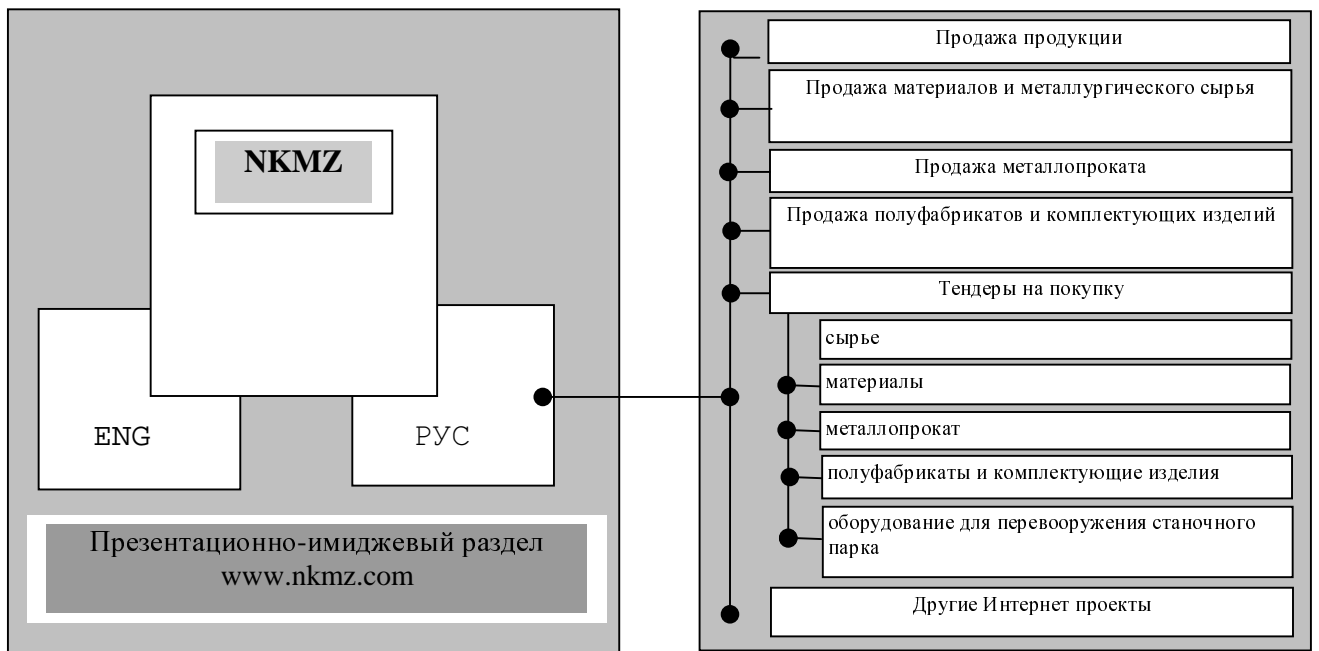 NKMZ
ENG
РУС
Презентационно-имиджевый раздел
www.nkmz.com
Продажа продукции
Продажа материалов и металлургического сырья
Продажа металлопроката
Продажа полуфабрикатов и комплектующих изделий
Тендеры на покупку
сырье
материалы
металлопрокат
полуфабрикаты и комплектующие изделия
оборудование для перевооружения станочного
парка
Другие Интернет проекты